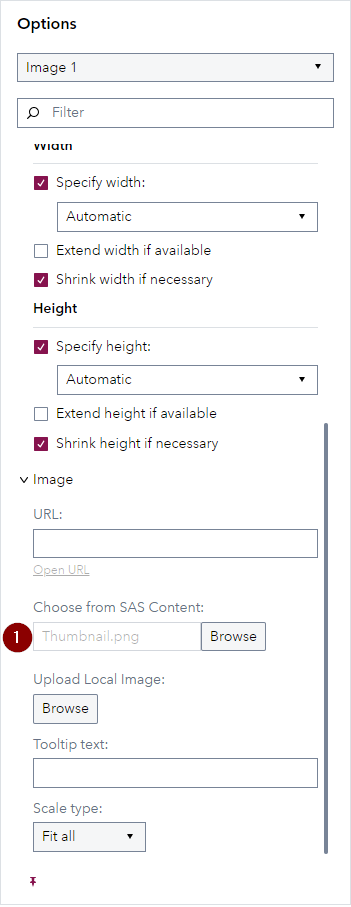 Options
Image 1
Filter
Width
Specify width:
Automatic
Extend width if available
Shrink width if necessary
Height
Specify height:
Automatic
Extend height if available
Shrink height if necessary
Image
URL:
Open URL
Choose from SAS Content:
1 Thumbnail.png Browse
Upload Local Image:
Browse
Tooltip text:
Scale type:
Fit all